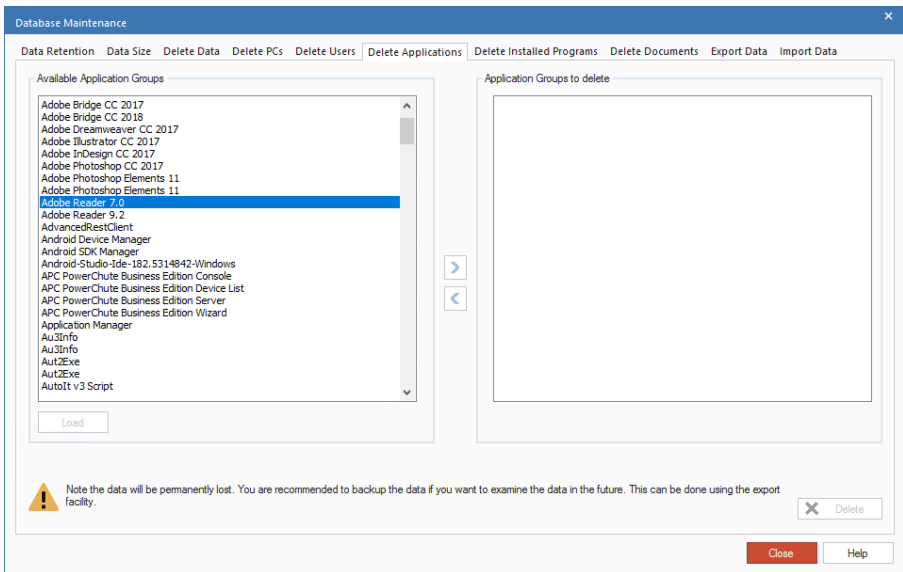 Database Maintenance
Data Retention Data Size Delete Data Delete PCs Delete Users Delete Applications Delete Installed Programs Delete Documents Export Data Import Data
Available Application Groups
Adobe Bridge CC 2017
Adobe Bridge CC 2018
Adobe Dreamweaver CC 2017
Adobe Illustrator CC 2017
Adobe InDesign CC 2017
Adobe Photoshop CC 2017
Adobe Photoshop Elements 11
Adobe Photoshop Elements 11
Adobe Reader 7.0
Adobe Reader 9.2
AdvancedRestClient
Android Device Manager
Android SDK Manager
Android-Studio-Ide-182.5314842-Windows
APC PowerChute Business Edition Console
APC PowerChute Business Edition Device List
APC PowerChute Business Edition Server
APC PowerChute Business Edition Wizard
Application Manager
Au3Info
Au3Info
Aut2Exe
Aut2Exe
AutoIt v3 Script
Load
Application Groups to delete
Note the data will be permanently lost. You are recommended to backup the data if you want to examine the data in the future. This can be done using the export
facility.
Delete
Close Help